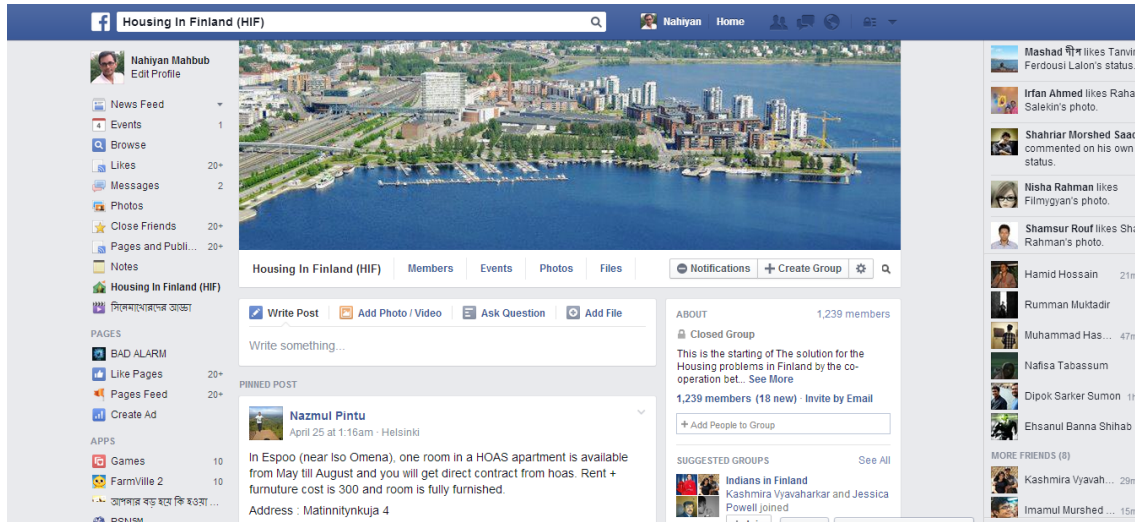 Housing In Finland (HIF)
Nahiyan Home
Nahiyan Mahbub
Edit Profile
News Feed
Events 1
Browse
Likes 20+
Messages 2
Photos
Close Friends 20+
Pages and Publi... 20+
Notes
Housing In Finland (HIF)
সিনেমাখোরদের আড্ডা
PAGES
BAD ALARM
Like Pages 20+
Pages Feed 20+
Create Ad
APPS
Games 10
FarmVille 2 10
আপনার বড় হয়ে কি হওয়া ...
Housing In Finland (HIF) Members Events Photos Files
Notifications + Create Group
Write Post Add Photo / Video Ask Question Add File
Write something...
PINNED POST
Nazmul Pintu
April 25 at 1:16am · Helsinki
In Espoo (near Iso Omena), one room in a HOAS apartment is available
from May till August and you will get direct contract from hoas. Rent +
furnuture cost is 300 and room is fully furnished.
Address : Matinnitynkuja 4
ABOUT 1,239 members
Closed Group
This is the starting of The solution for the
Housing problems in Finland by the co-
operation bet... See More
1,239 members (18 new) · Invite by Email
+ Add People to Group
SUGGESTED GROUPS See All
Indians in Finland
Kashmira Vyavaharkar and Jessica
Powell joined
Mashad দ্বীপ likes Tanvir
Ferdousi Lalon's status.
Irfan Ahmed likes Raha
Salekin's photo.
Shahriar Morshed Saad
commented on his own
status.
Nisha Rahman likes
Filmygyan's photo.
Shamsur Rouf likes Sha
Rahman's photo.
Hamid Hossain 21m
Rumman Muktadir
Muhammad Has... 47m
Nafisa Tabassum
Dipok Sarker Sumon 1h
Ehsanul Banna Shihab
MORE FRIENDS (8)
Kashmira Vyavah... 29m
Imamul Murshed ... 15m